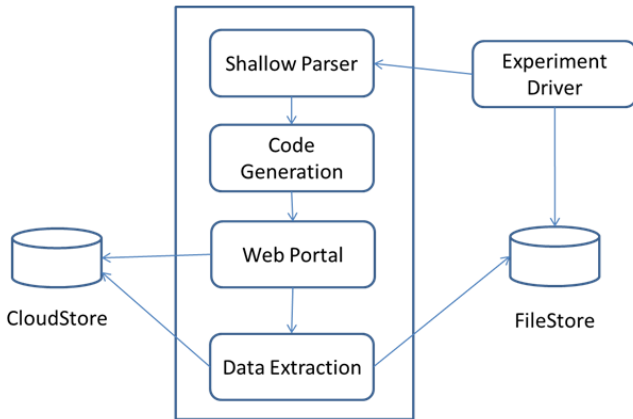 Shallow Parser
Experiment
Driver
Code
Generation
Web Portal
CloudStore
FileStore
Data Extraction